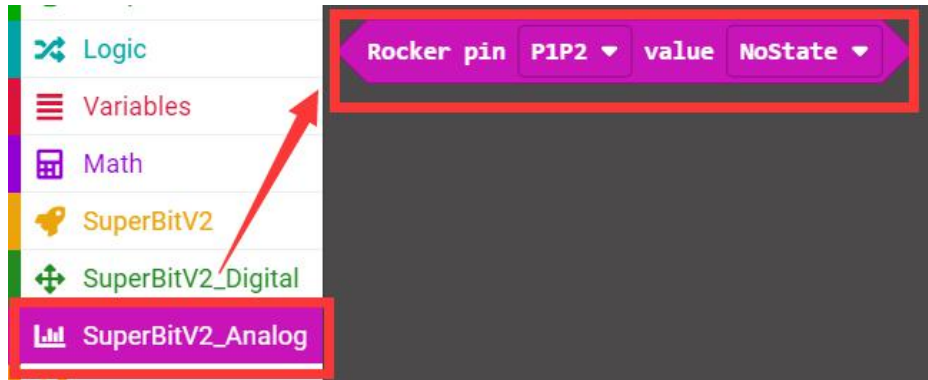 Logic
Rocker pin P1P2 value NoState
Variables
Math
SuperBitV2
SuperBitV2_Digital
SuperBitV2_Analog